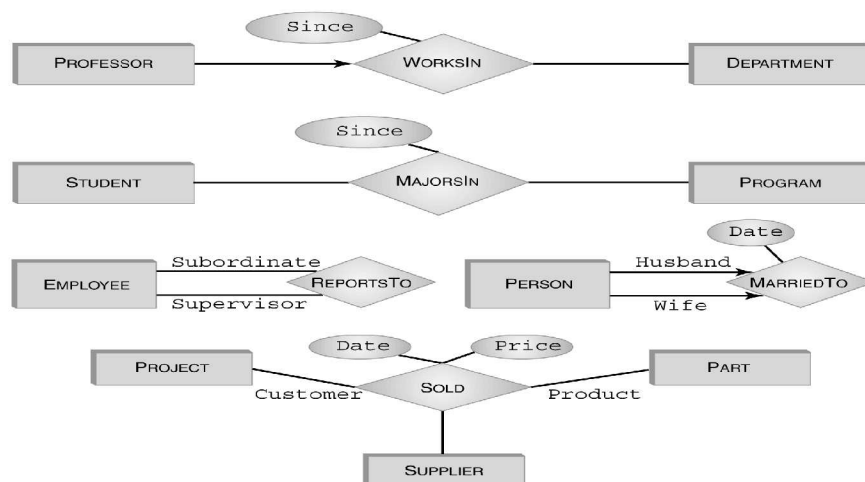 Since
PROFESSOR WORKSIN DEPARTMENT
Since
STUDENT MAJORSIN PROGRAM
Date
Subordinate Husband
EMPLOYEE REPORTSTO PERSON MARRIEDTO
Supervisor Wife
Date Price
PROJECT PART
Customer SOLD Product
SUPPLIER